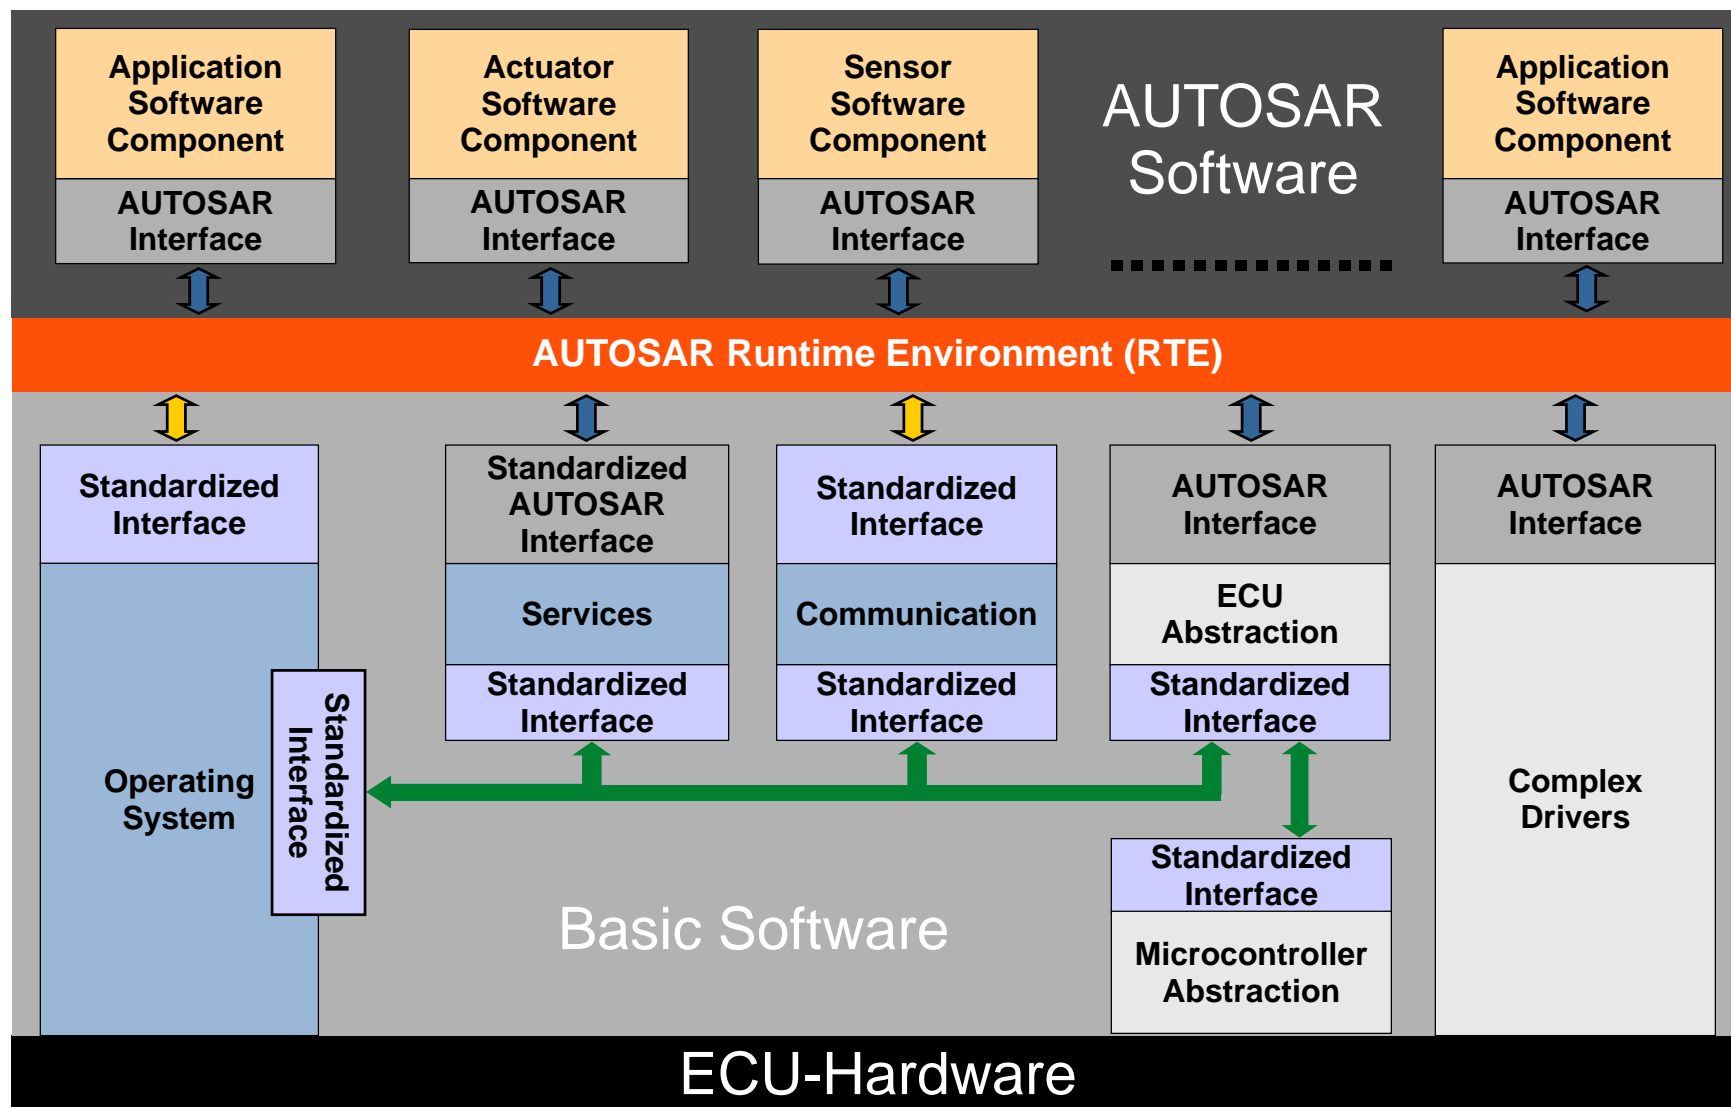 Application
Software
Component
AUTOSAR
Interface
Actuator
Software
Component
AUTOSAR
Interface
Sensor
Software
Component
AUTOSAR
Interface
AUTOSAR
Software
Application
Software
Component
AUTOSAR
Interface
AUTOSAR Runtime Environment (RTE)
Standardized
Interface
Operating
System
Standardized
Interface
Standardized
AUTOSAR
Interface
Services
Standardized
Interface
Standardized
Interface
Communication
Standardized
Interface
AUTOSAR
Interface
ECU
Abstraction
Standardized
Interface
Standardized
Interface
Microcontroller
Abstraction
AUTOSAR
Interface
Complex
Drivers
Basic Software
ECU-Hardware